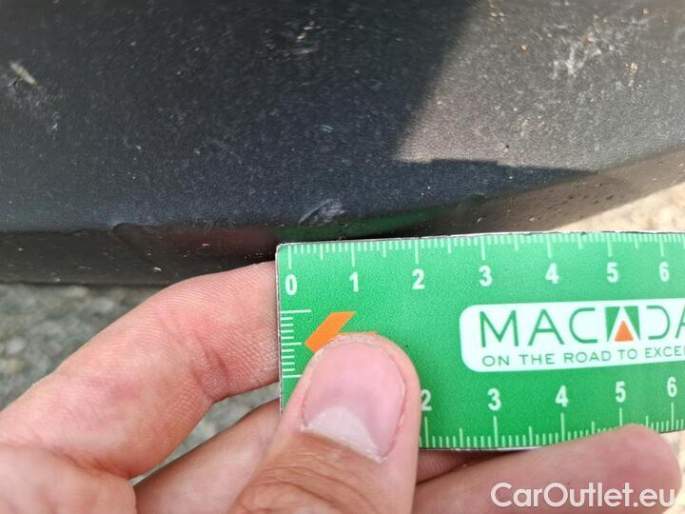 0 1 2 3 4 5 6
MACADA
ON THE ROAD TO EXCE
2 3 4 5 6
CarOutlet.eu